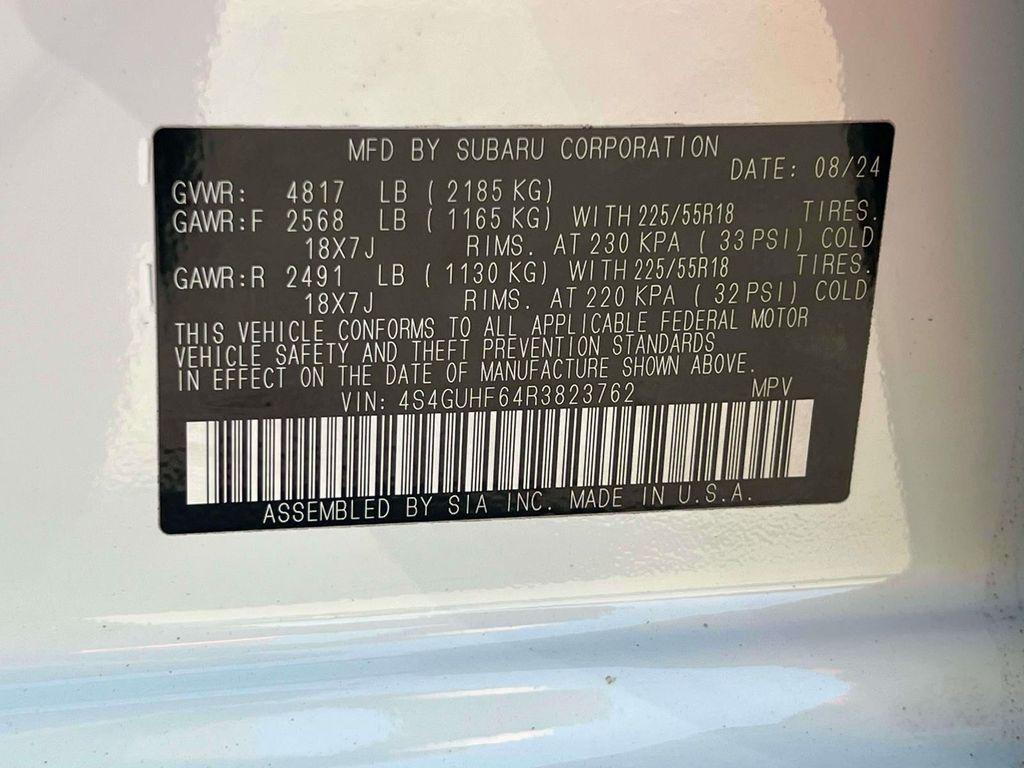 MFD BY SUBARU CORPORATION
DATE: 08/24
GVWR: 4817 LB ( 2185 KG)
GAWR:F 2568 LB ( 1165 KG) WITH 225/55R18 TIRES.
18X7J RIMS. AT 230 KPA ( 33 PSI) COLD
GAWR:R 2491 LB ( 1130 KG) WITH 225/55R18 TIRES.
18X7J RIMS. AT 220 KPA ( 32 PSI) COLD
THIS VEHICLE CONFORMS TO ALL APPLICABLE FEDERAL MOTOR
VEHICLE SAFETY AND THEFT PREVENTION STANDARDS
IN EFFECT ON THE DATE OF MANUFACTURE SHOWN ABOVE.
VIN: 4S4GUHF64R3823762 MPV
ASSEMBLED BY SIA INC. MADE IN U.S.A.